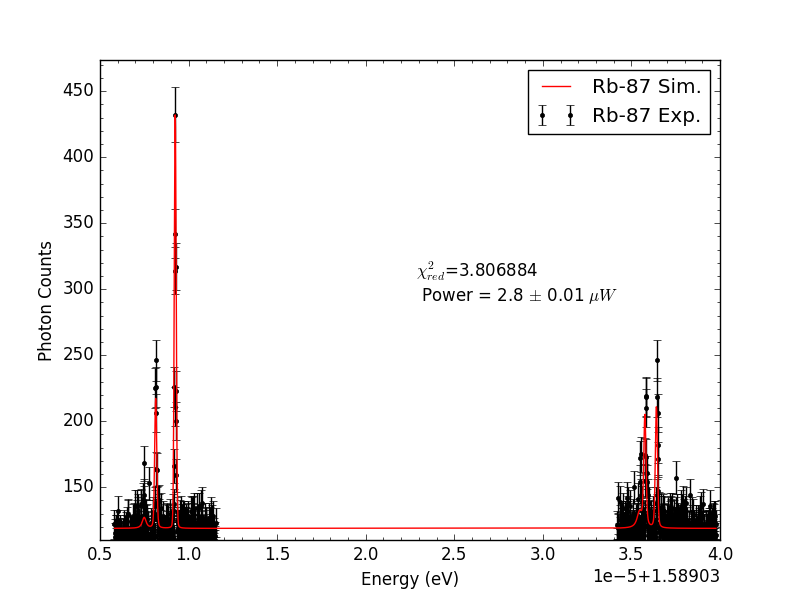 450
400
350
300
250
200
150
Photon Counts
Rb-87 Sim.
Rb-87 Exp.
χ²_red=3.806884
Power = 2.8 ± 0.01 μW
0.5 1.0 1.5 2.0 2.5 3.0 3.5 4.0
Energy (eV)
1e−5+1.58903